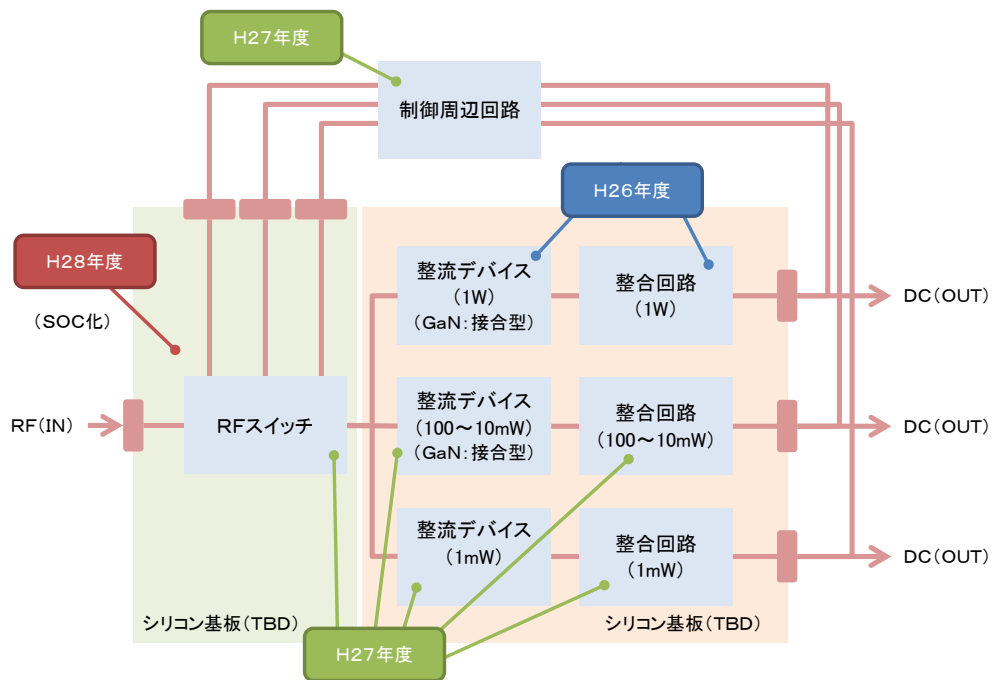 H27年度
制御周辺回路
H26年度
H28年度
(SOC化)
整流デバイス
(1W)
(GaN:接合型)
整合回路
(1W)
DC(OUT)
RF(IN)
RFスイッチ
整流デバイス
(100~10mW)
(GaN:接合型)
整合回路
(100~10mW)
DC(OUT)
整流デバイス
(1mW)
整合回路
(1mW)
DC(OUT)
シリコン基板(TBD)
シリコン基板(TBD)
H27年度